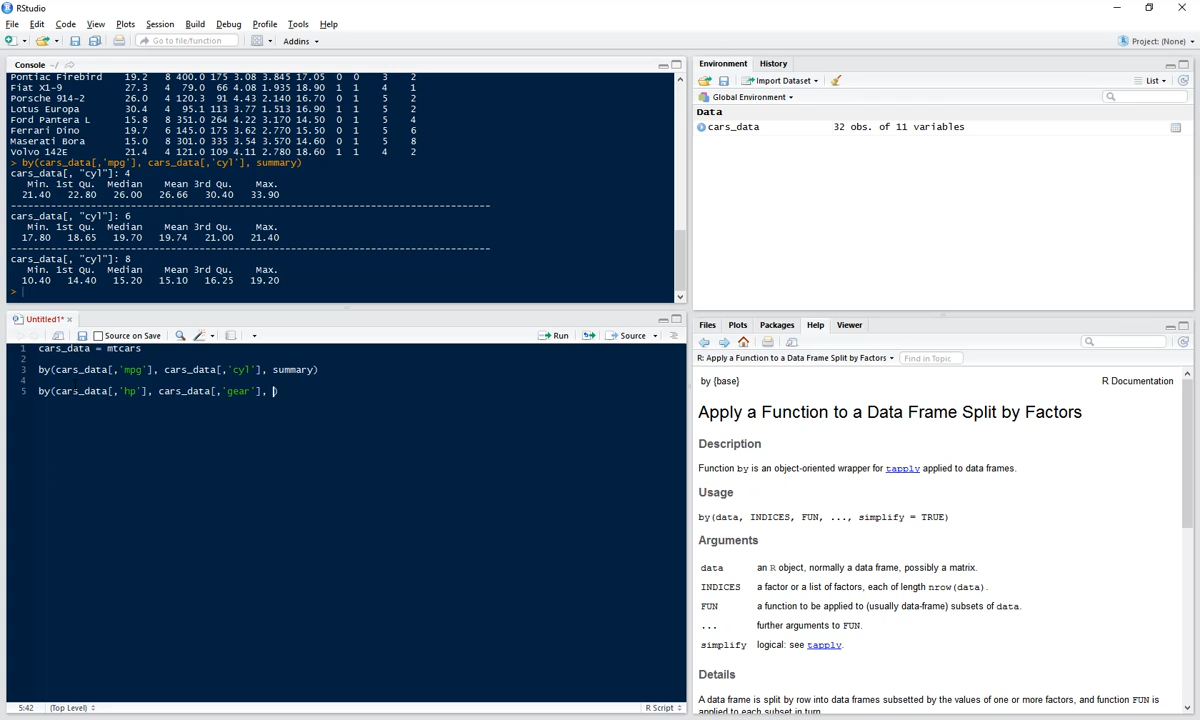 RStudio
File Edit Code View Plots Session Build Debug Profile Tools Help
Go to file/function Addins Project: (None)
Console ~/
Pontiac Firebird 19.2 8 400.0 175 3.08 3.845 17.05 0 0 3 2
Fiat X1-9 27.3 4 79.0 66 4.08 1.935 18.90 1 1 4 1
Porsche 914-2 26.0 4 120.3 91 4.43 2.140 16.70 0 1 5 2
Lotus Europa 30.4 4 95.1 113 3.77 1.513 16.90 1 1 5 2
Ford Pantera L 15.8 8 351.0 264 4.22 3.170 14.50 0 1 5 4
Ferrari Dino 19.7 6 145.0 175 3.62 2.770 15.50 0 1 5 6
Maserati Bora 15.0 8 301.0 335 3.54 3.570 14.60 0 1 5 8
Volvo 142E 21.4 4 121.0 109 4.11 2.780 18.60 1 1 4 2
> by(cars_data[,'mpg'], cars_data[,'cyl'], summary)
cars_data[, "cyl"]: 4
Min. 1st Qu. Median Mean 3rd Qu. Max.
21.40 22.80 26.00 26.66 30.40 33.90
--------------------------------------------------------------------------------
cars_data[, "cyl"]: 6
Min. 1st Qu. Median Mean 3rd Qu. Max.
17.80 18.65 19.70 19.74 21.00 21.40
--------------------------------------------------------------------------------
cars_data[, "cyl"]: 8
Min. 1st Qu. Median Mean 3rd Qu. Max.
10.40 14.40 15.20 15.10 16.25 19.20
>
Untitled1*
Source on Save Run Source
1 cars_data = mtcars
2
3 by(cars_data[,'mpg'], cars_data[,'cyl'], summary)
4
5 by(cars_data[,'hp'], cars_data[,'gear'], )
5:42 (Top Level) R Script
Environment History
Import Dataset List
Global Environment
Data
cars_data 32 obs. of 11 variables
Files Plots Packages Help Viewer
R: Apply a Function to a Data Frame Split by Factors Find in Topic
by {base} R Documentation
Apply a Function to a Data Frame Split by Factors
Description
Function by is an object-oriented wrapper for tapply applied to data frames.
Usage
by(data, INDICES, FUN, ..., simplify = TRUE)
Arguments
data an R object, normally a data frame, possibly a matrix.
INDICES a factor or a list of factors, each of length nrow(data).
FUN a function to be applied to (usually data-frame) subsets of data.
... further arguments to FUN.
simplify logical: see tapply.
Details
A data frame is split by row into data frames subsetted by the values of one or more factors, and function FUN is
applied to each subset in turn.